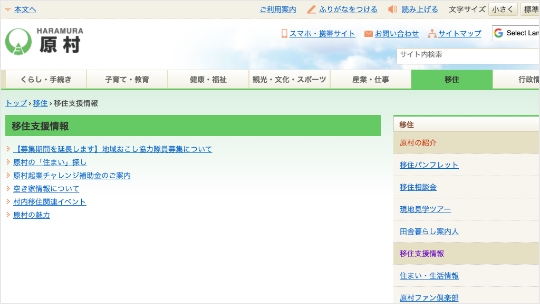 本文へ
ご利用案内
ふりがなをつける
読み上げる
文字サイズ
小さく
標準
HARAMURA
原村
スマホ・携帯サイト
お問い合わせ
サイトマップ
Select Lan
サイト内検索
くらし・手続き
子育て・教育
健康・福祉
観光・文化・スポーツ
産業・仕事
移住
行政情
トップ › 移住 › 移住支援情報
移住支援情報
【募集期間を延長します】地域おこし協力隊員募集について
原村の「住まい」探し
原村起業チャレンジ補助金のご案内
空き家情報について
村内移住関連イベント
原村の魅力
移住
原村の紹介
移住パンフレット
移住相談会
現地見学ツアー
田舎暮らし案内人
移住支援情報
住まい・生活情報
原村ファン倶楽部